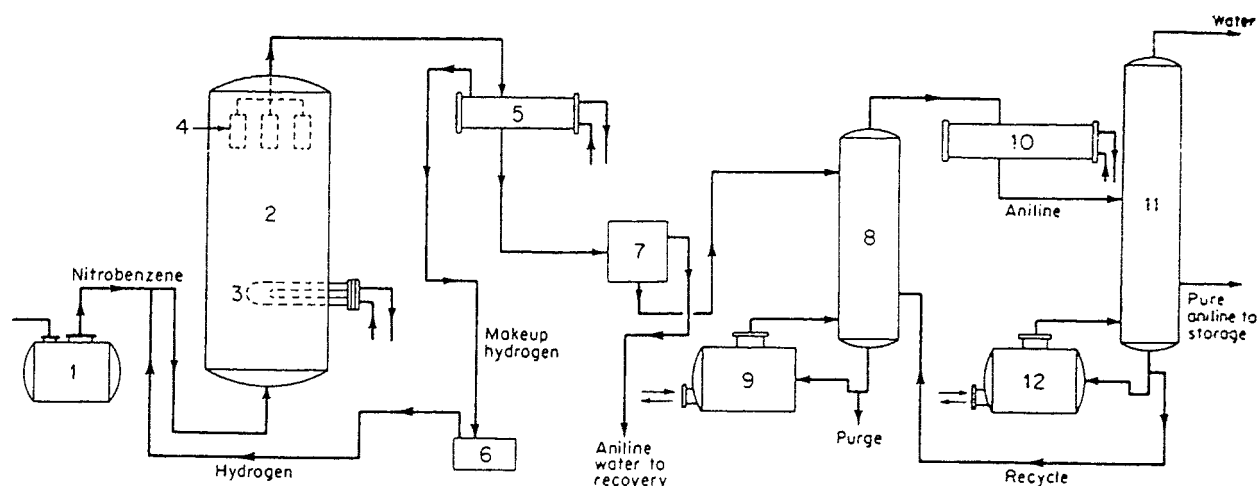 Water
5
4
10
Aniline
11
2
8
7
Nitrobenzene
3
Pure
aniline to
storage
Makeup
hydrogen
1
9
12
Purge
6
Aniline
water to
recovery
Hydrogen
Recycle